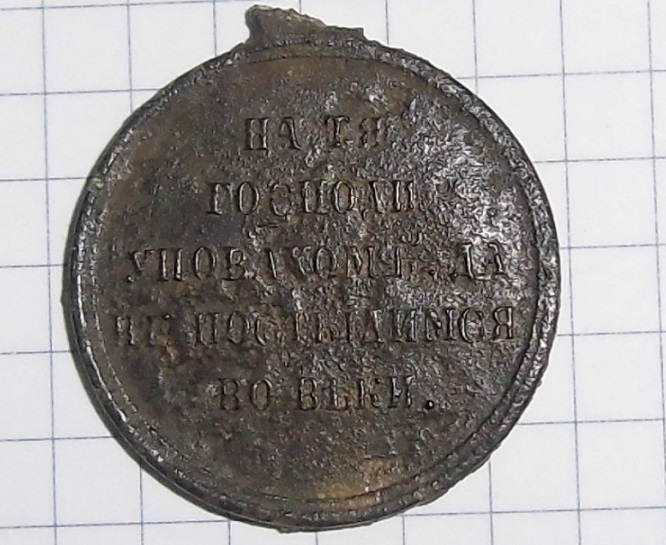 НА ТЯ
ГОСПОДИ
УПОВАХОМЪ ДА
НЕ ПОСТЫДИМСЯ
ВО ВѢКИ.